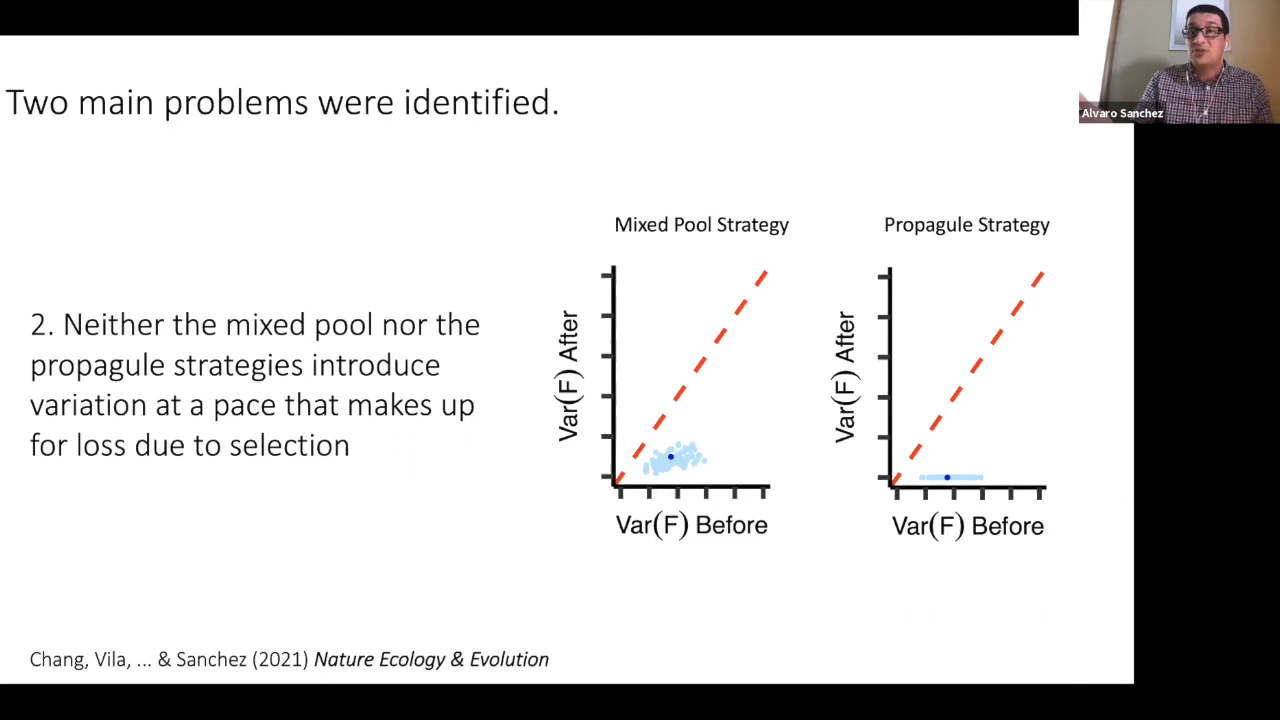 Alvaro Sanchez
Two main problems were identified.
2. Neither the mixed pool nor the
propagule strategies introduce
variation at a pace that makes up
for loss due to selection
Mixed Pool Strategy
Var(F) After
Var(F) Before
Propagule Strategy
Var(F) After
Var(F) Before
Chang, Vila, ... & Sanchez (2021) Nature Ecology & Evolution